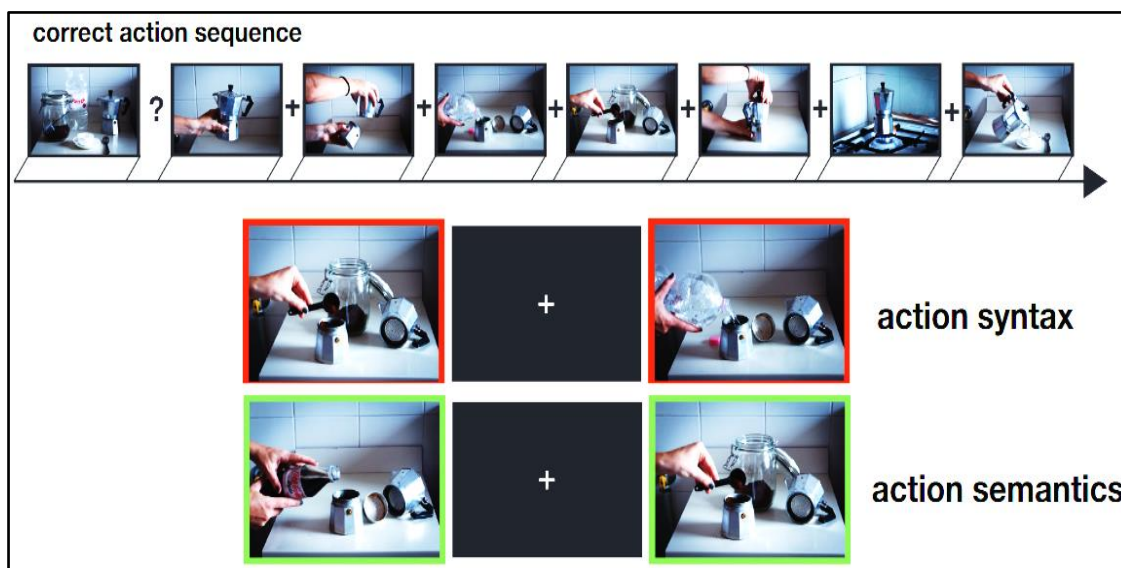 correct action sequence
? + + + + + +
+
action syntax
+
action semantics